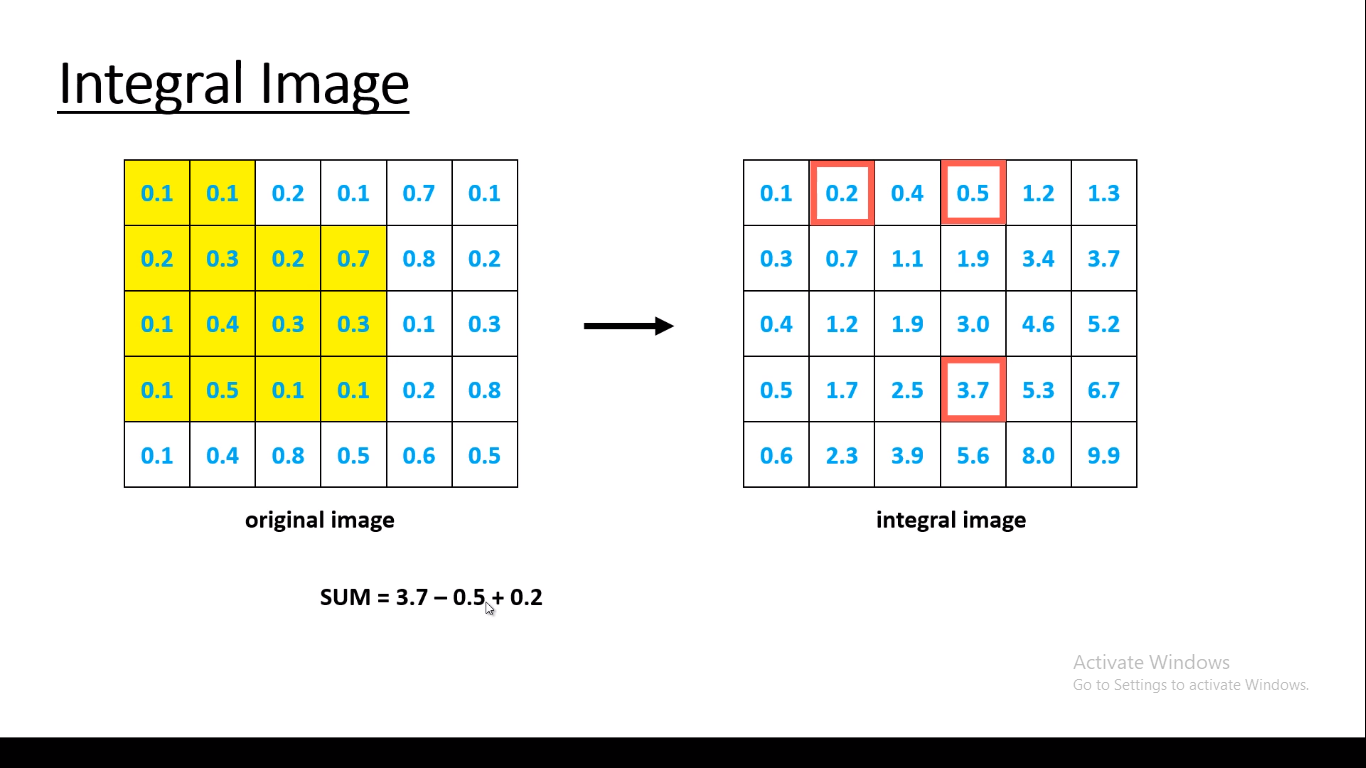 Integral Image
0.1 0.1 0.2 0.1 0.7 0.1
0.2 0.3 0.2 0.7 0.8 0.2
0.1 0.4 0.3 0.3 0.1 0.3
0.1 0.5 0.1 0.1 0.2 0.8
0.1 0.4 0.8 0.5 0.6 0.5
original image
0.1 0.2 0.4 0.5 1.2 1.3
0.3 0.7 1.1 1.9 3.4 3.7
0.4 1.2 1.9 3.0 4.6 5.2
0.5 1.7 2.5 3.7 5.3 6.7
0.6 2.3 3.9 5.6 8.0 9.9
integral image
SUM = 3.7 – 0.5 + 0.2
Activate Windows
Go to Settings to activate Windows.